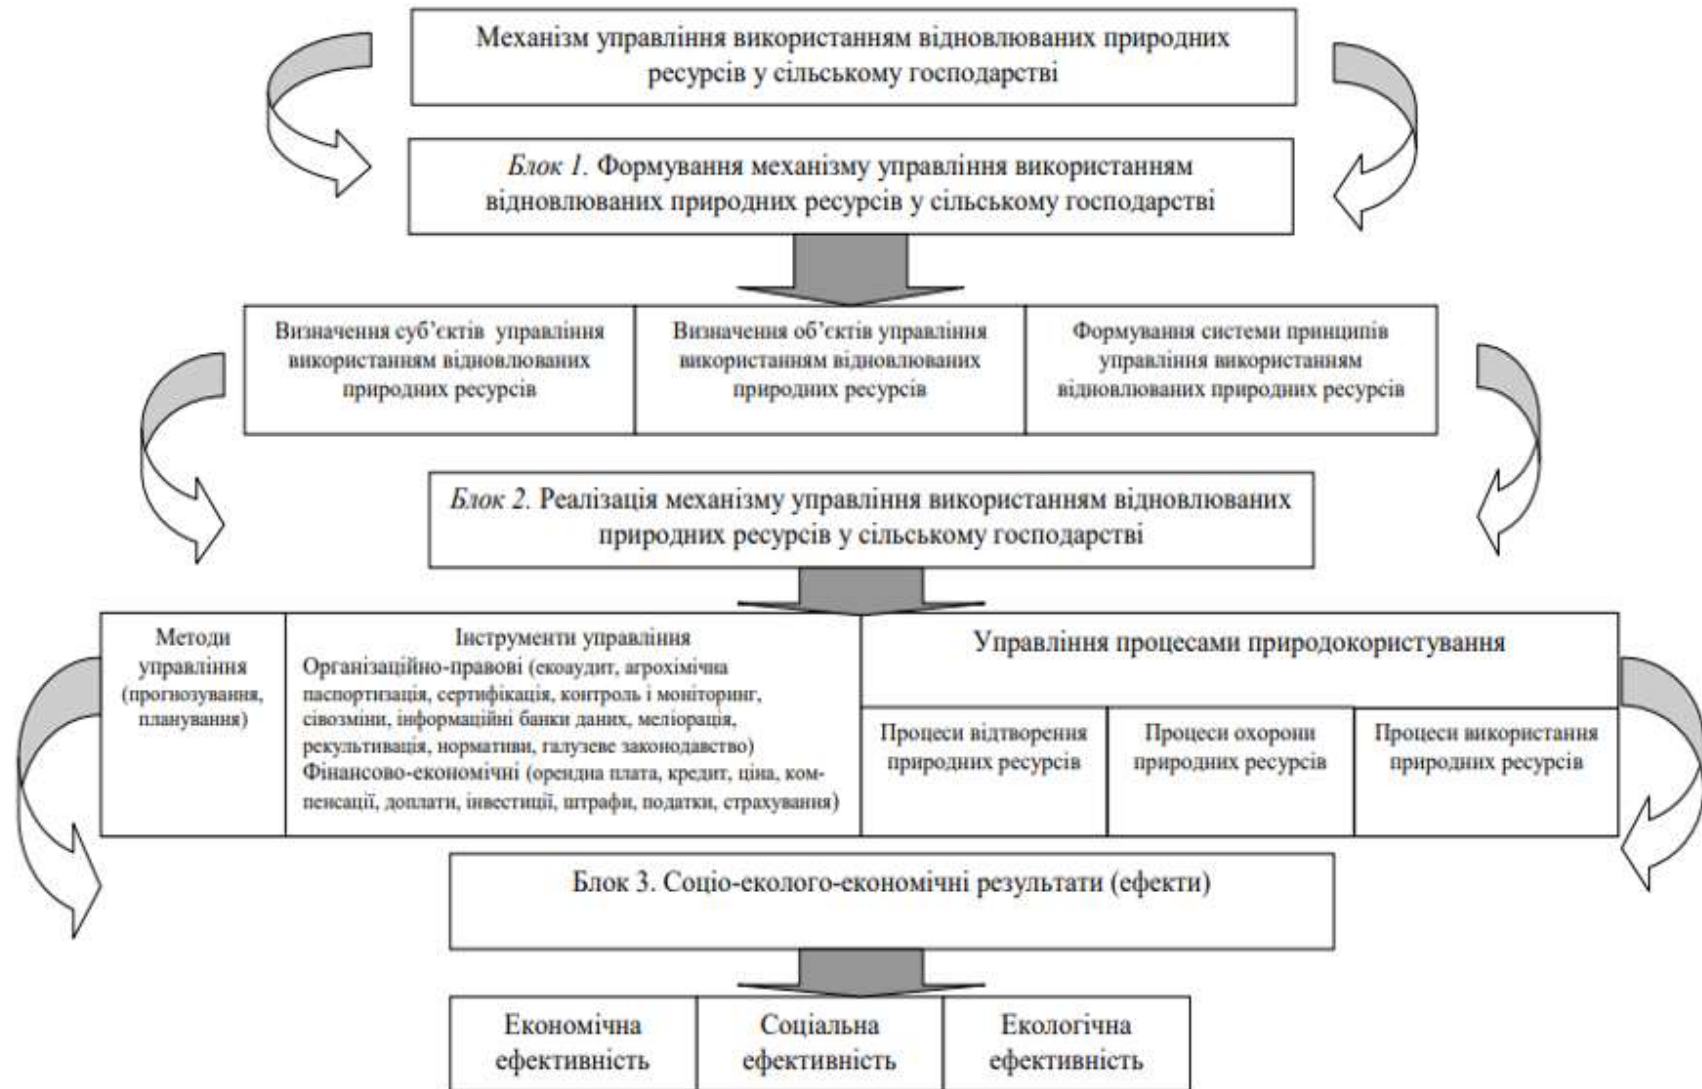 Механізм управління використанням відновлюваних природних
ресурсів у сільському господарстві
Блок 1. Формування механізму управління використанням
відновлюваних природних ресурсів у сільському господарстві
Визначення суб’єктів управління
використанням відновлюваних
природних ресурсів
Визначення об’єктів управління
використанням відновлюваних
природних ресурсів
Формування системи принципів
управління використанням
відновлюваних природних ресурсів
Блок 2. Реалізація механізму управління використанням відновлюваних
природних ресурсів у сільському господарстві
Методи
управління
(прогнозування,
планування)
Інструменти управління
Організаційно-правові (екоаудит, агрохімічна
паспортизація, сертифікація, контроль і моніторинг,
сівозміни, інформаційні банки даних, меліорація,
рекультивація, нормативи, галузеве законодавство)
Фінансово-економічні (орендна плата, кредит, ціна, ком-
пенсації, доплати, інвестиції, штрафи, податки, страхування)
Управління процесами природокористування
Процеси відтворення
природних ресурсів
Процеси охорони
природних ресурсів
Процеси використання
природних ресурсів
Блок 3. Соціо-еколого-економічні результати (ефекти)
Економічна
ефективність
Соціальна
ефективність
Екологічна
ефективність